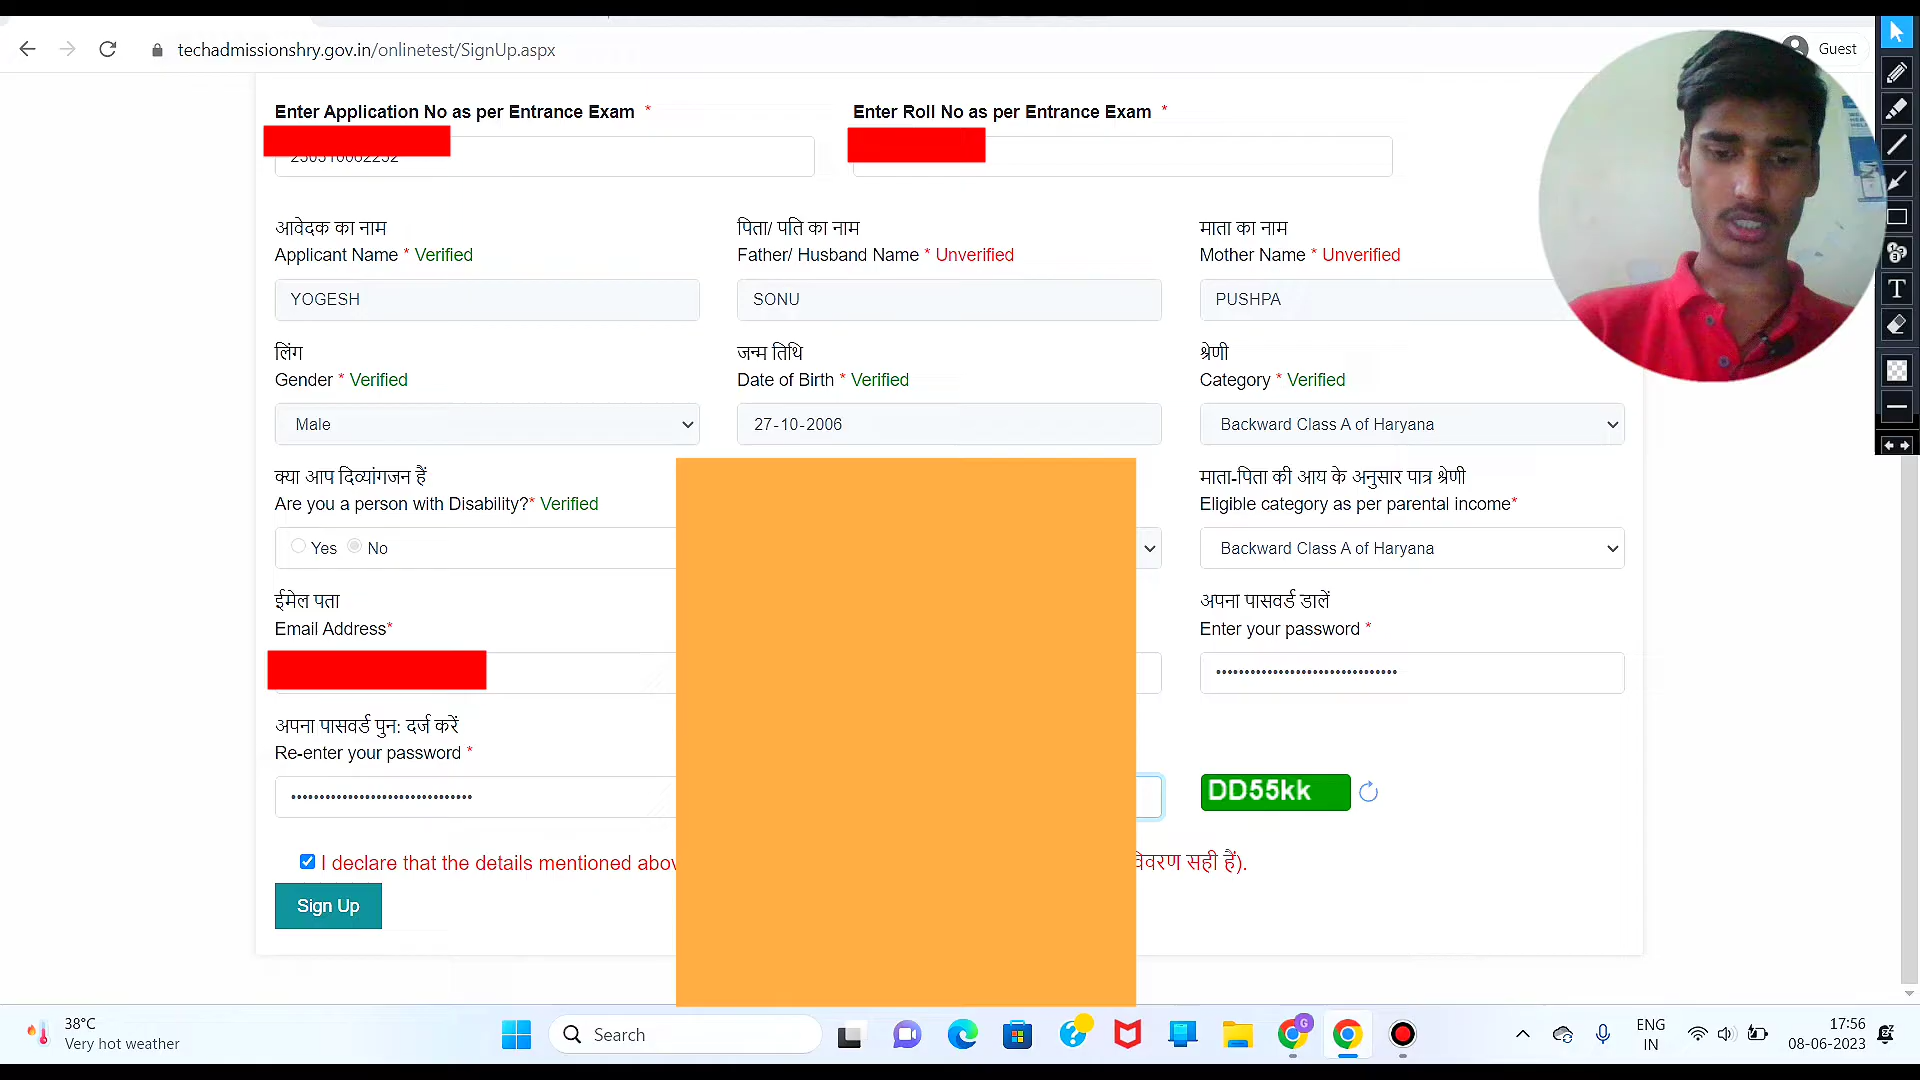 techadmissionshry.gov.in/onlinetest/SignUp.aspx
Guest
Enter Application No as per Entrance Exam *
Enter Roll No as per Entrance Exam *
आवेदक का नाम
Applicant Name * Verified
YOGESH
पिता/ पति का नाम
Father/ Husband Name * Unverified
SONU
माता का नाम
Mother Name * Unverified
PUSHPA
लिंग
Gender * Verified
Male
जन्म तिथि
Date of Birth * Verified
27-10-2006
श्रेणी
Category * Verified
Backward Class A of Haryana
क्या आप दिव्यांगजन हैं
Are you a person with Disability?* Verified
Yes No
माता-पिता की आय के अनुसार पात्र श्रेणी
Eligible category as per parental income*
Backward Class A of Haryana
ईमेल पता
Email Address*
अपना पासवर्ड डालें
Enter your password *
अपना पासवर्ड पुन: दर्ज करें
Re-enter your password *
DD55kk
I declare that the details mentioned विवरण सही हैं).
Sign Up
38°C
Very hot weather
Search
ENG
IN
17:56
08-06-2023